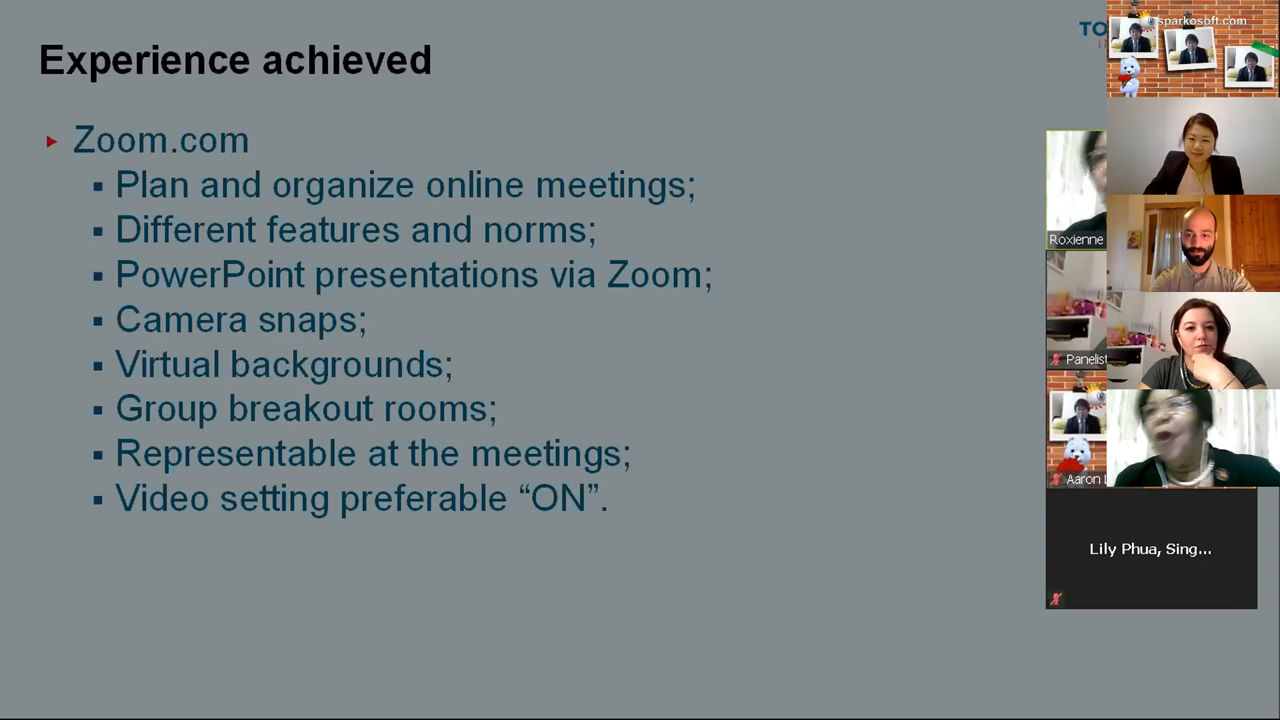 Experience achieved
Zoom.com
Plan and organize online meetings;
Different features and norms;
PowerPoint presentations via Zoom;
Camera snaps;
Virtual backgrounds;
Group breakout rooms;
Representable at the meetings;
Video setting preferable “ON”.
TO
sparkosoft.com
Roxienne
Panelist
Aaron L
Lily Phua, Sing...